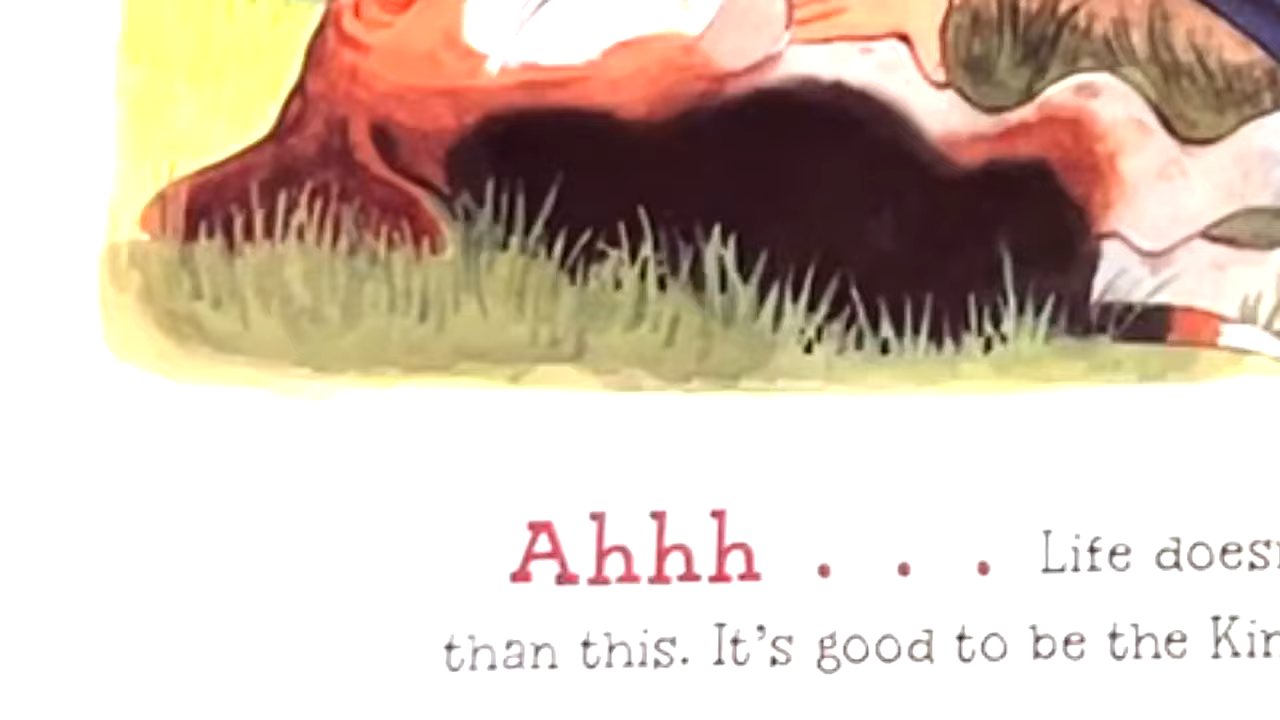 Ahhh . . . Life does
than this. It's good to be the